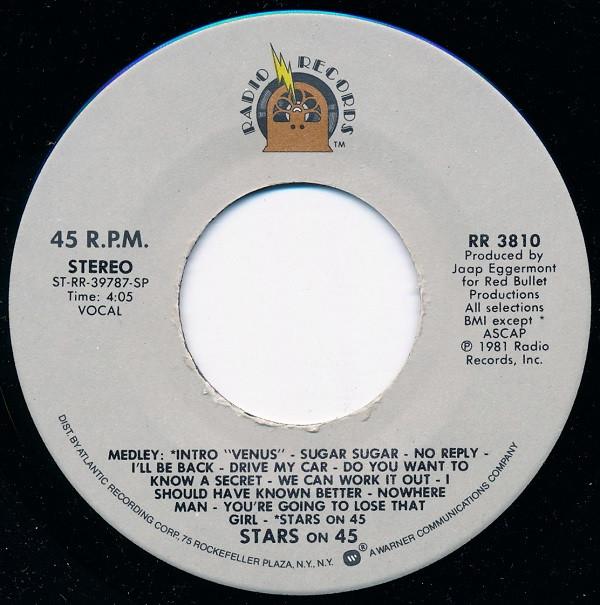 RADIO RECORDS
TM
45 R.P.M.
STEREO
ST-RR-39787-SP
Time: 4:05
VOCAL
RR 3810
Produced by
Jaap Eggermont
for Red Bullet
Productions
All selections
BMI except *
ASCAP
℗ 1981 Radio
Records, Inc.
MEDLEY: *INTRO "VENUS" - SUGAR SUGAR - NO REPLY -
I'LL BE BACK - DRIVE MY CAR - DO YOU WANT TO
KNOW A SECRET - WE CAN WORK IT OUT - I
SHOULD HAVE KNOWN BETTER - NOWHERE
MAN - YOU'RE GOING TO LOSE THAT
GIRL - *STARS ON 45
STARS ON 45
DIST. BY ATLANTIC RECORDING CORP., 75 ROCKEFELLER PLAZA, N.Y., N.Y. W® A WARNER COMMUNICATIONS COMPANY